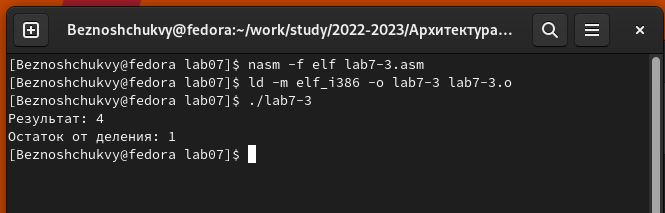 Beznoshchukvy@fedora:~/work/study/2022-2023/Архитектура...
[Beznoshchukvy@fedora lab07]$ nasm -f elf lab7-3.asm
[Beznoshchukvy@fedora lab07]$ ld -m elf_i386 -o lab7-3 lab7-3.o
[Beznoshchukvy@fedora lab07]$ ./lab7-3
Результат: 4
Остаток от деления: 1
[Beznoshchukvy@fedora lab07]$